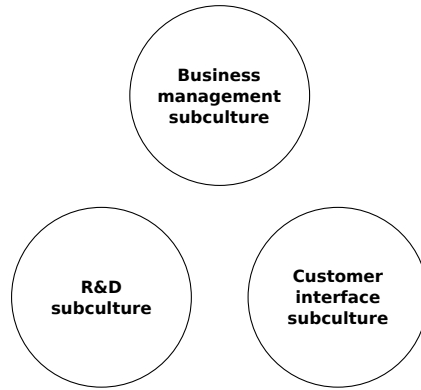 Business
management
subculture
R&D
subculture
Customer
interface
subculture